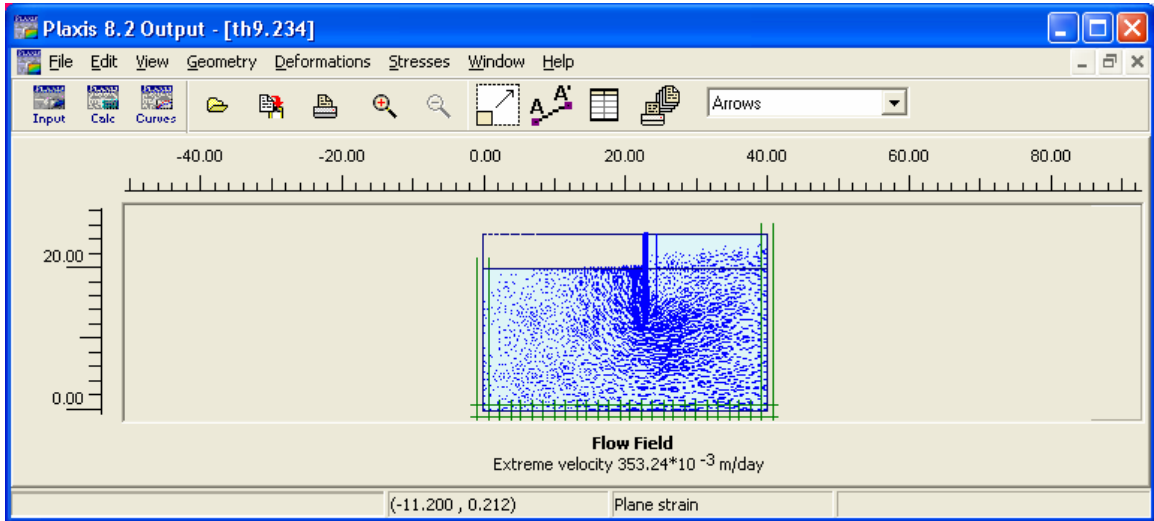 Plaxis 8.2 Output - [th9.234]
File Edit View Geometry Deformations Stresses Window Help
Input Calc Curves A A' Arrows
-40.00 -20.00 0.00 20.00 40.00 60.00 80.00
20.00
0.00
Flow Field
Extreme velocity 353.24*10 -3 m/day
(-11.200 , 0.212) Plane strain